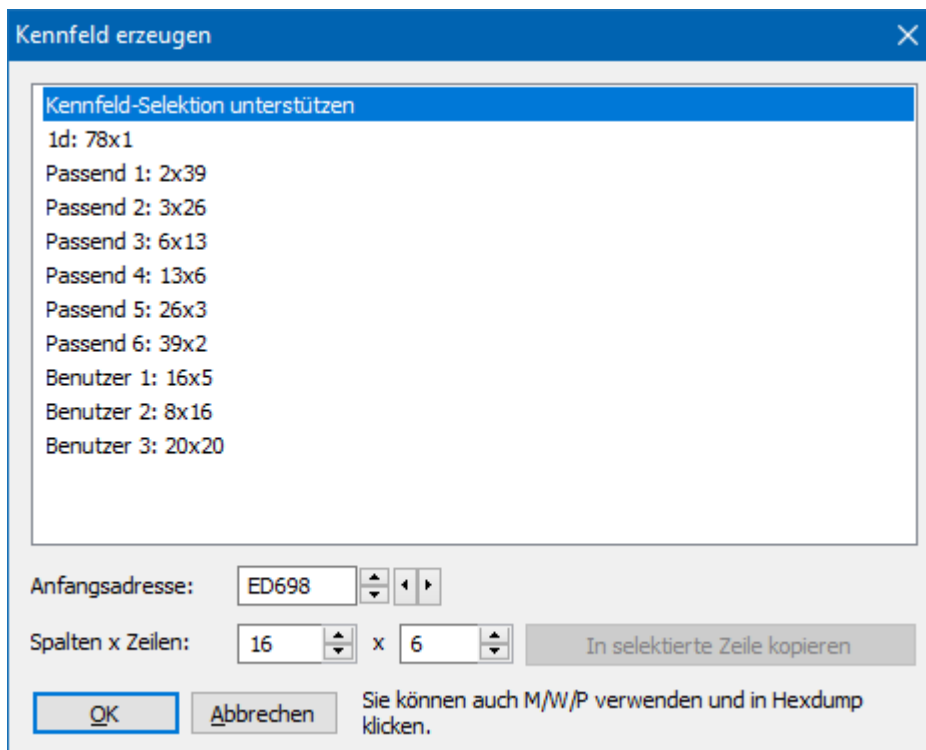 Kennfeld erzeugen
Kennfeld-Selektion unterstützen
1d: 78x1
Passend 1: 2x39
Passend 2: 3x26
Passend 3: 6x13
Passend 4: 13x6
Passend 5: 26x3
Passend 6: 39x2
Benutzer 1: 16x5
Benutzer 2: 8x16
Benutzer 3: 20x20
Anfangsadresse: ED698
Spalten x Zeilen: 16 x 6 In selektierte Zeile kopieren
OK Abbrechen Sie können auch M/W/P verwenden und in Hexdump
klicken.